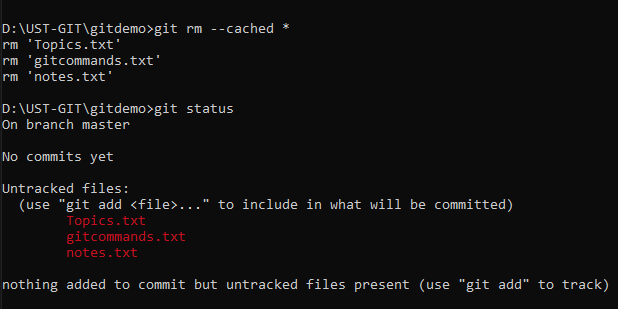 D:\UST-GIT\gitdemo>git rm --cached *
rm 'Topics.txt'
rm 'gitcommands.txt'
rm 'notes.txt'
D:\UST-GIT\gitdemo>git status
On branch master
No commits yet
Untracked files:
(use "git add <file>..." to include in what will be committed)
Topics.txt
gitcommands.txt
notes.txt
nothing added to commit but untracked files present (use "git add" to track)